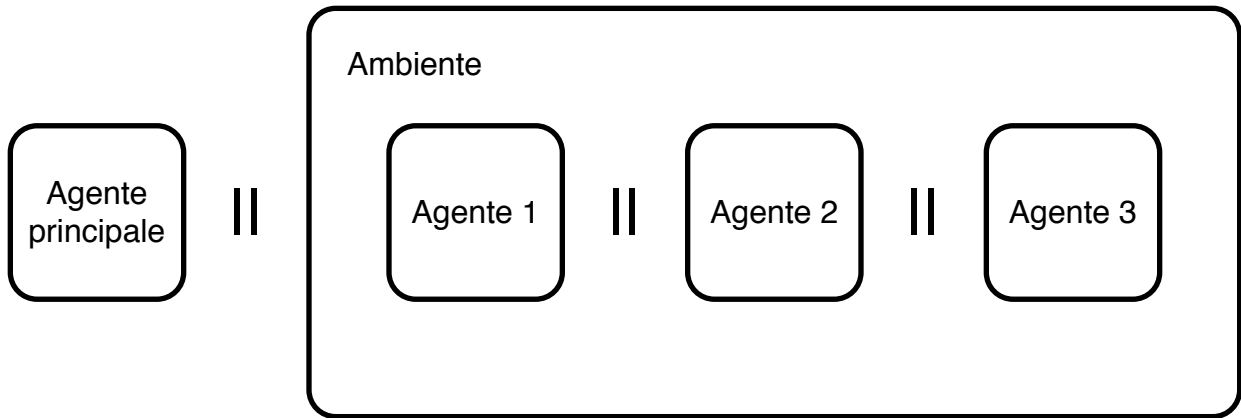 Ambiente
Agente
principale
||
Agente 1
||
Agente 2
||
Agente 3